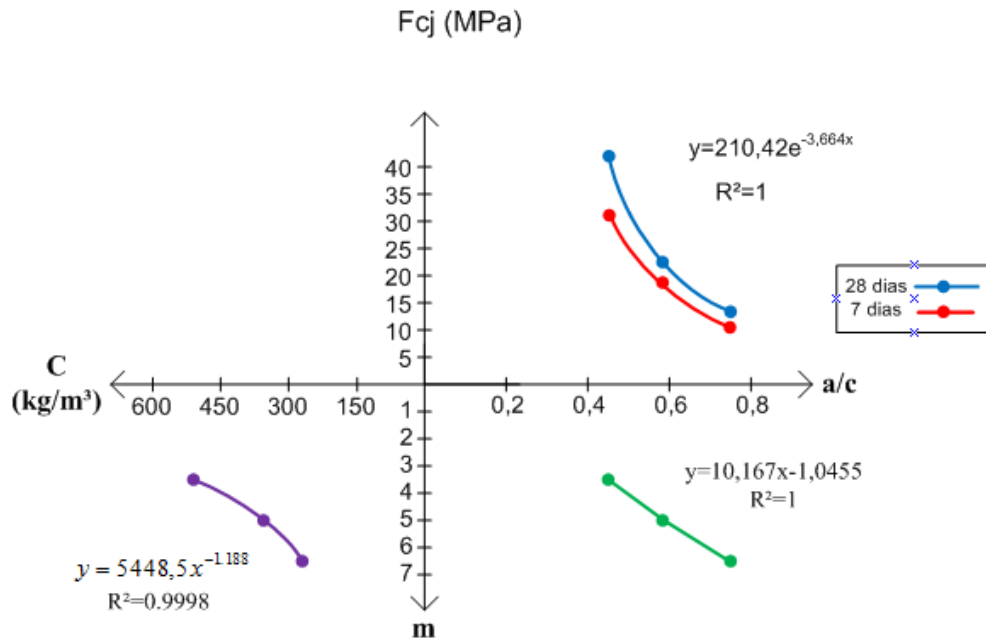 Fcj (MPa)
y=210,42e^-3,664x
R²=1
40
35
30
25
20
15
10
5
28 dias
7 dias
C
(kg/m³)
600 450 300 150
0,2 0,4 0,6 0,8
a/c
1
2
3
4
5
6
7
m
y=10,167x-1,0455
R²=1
y = 5448,5x^-1.188
R²=0.9998